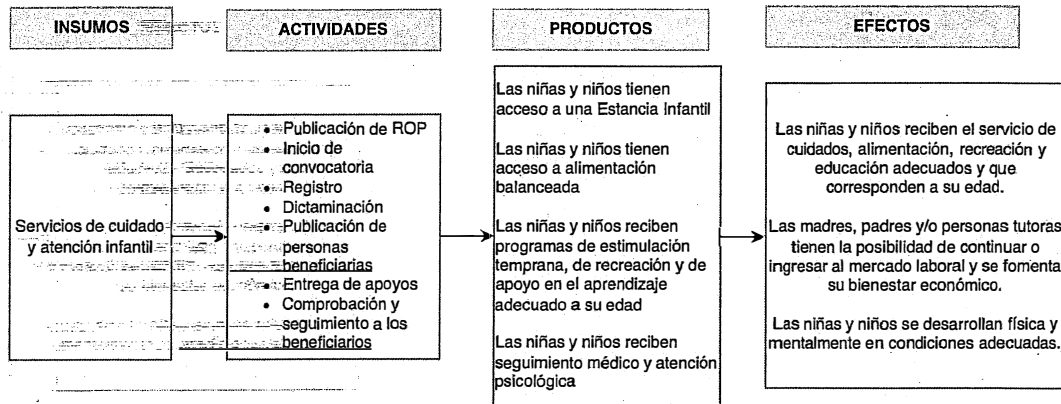 INSUMOS
ACTIVIDADES
PRODUCTOS
EFECTOS
Servicios de cuidado
y atención infantil
• Publicación de ROP
• Inicio de
convocatoria
• Registro
• Dictaminación
• Publicación de
personas
beneficiarias
• Entrega de apoyos
• Comprobación y
seguimiento a los
beneficiarios
Las niñas y niños tienen
acceso a una Estancia Infantil
Las niñas y niños tienen
acceso a alimentación
balanceada
Las niñas y niños reciben
programas de estimulación
temprana, de recreación y de
apoyo en el aprendizaje
adecuado a su edad
Las niñas y niños reciben
seguimiento médico y atención
psicológica
Las niñas y niños reciben el servicio de
cuidados, alimentación, recreación y
educación adecuados y que
corresponden a su edad.
Las madres, padres y/o personas tutoras
tienen la posibilidad de continuar o
ingresar al mercado laboral y se fomenta
su bienestar económico.
Las niñas y niños se desarrollan física y
mentalmente en condiciones adecuadas.